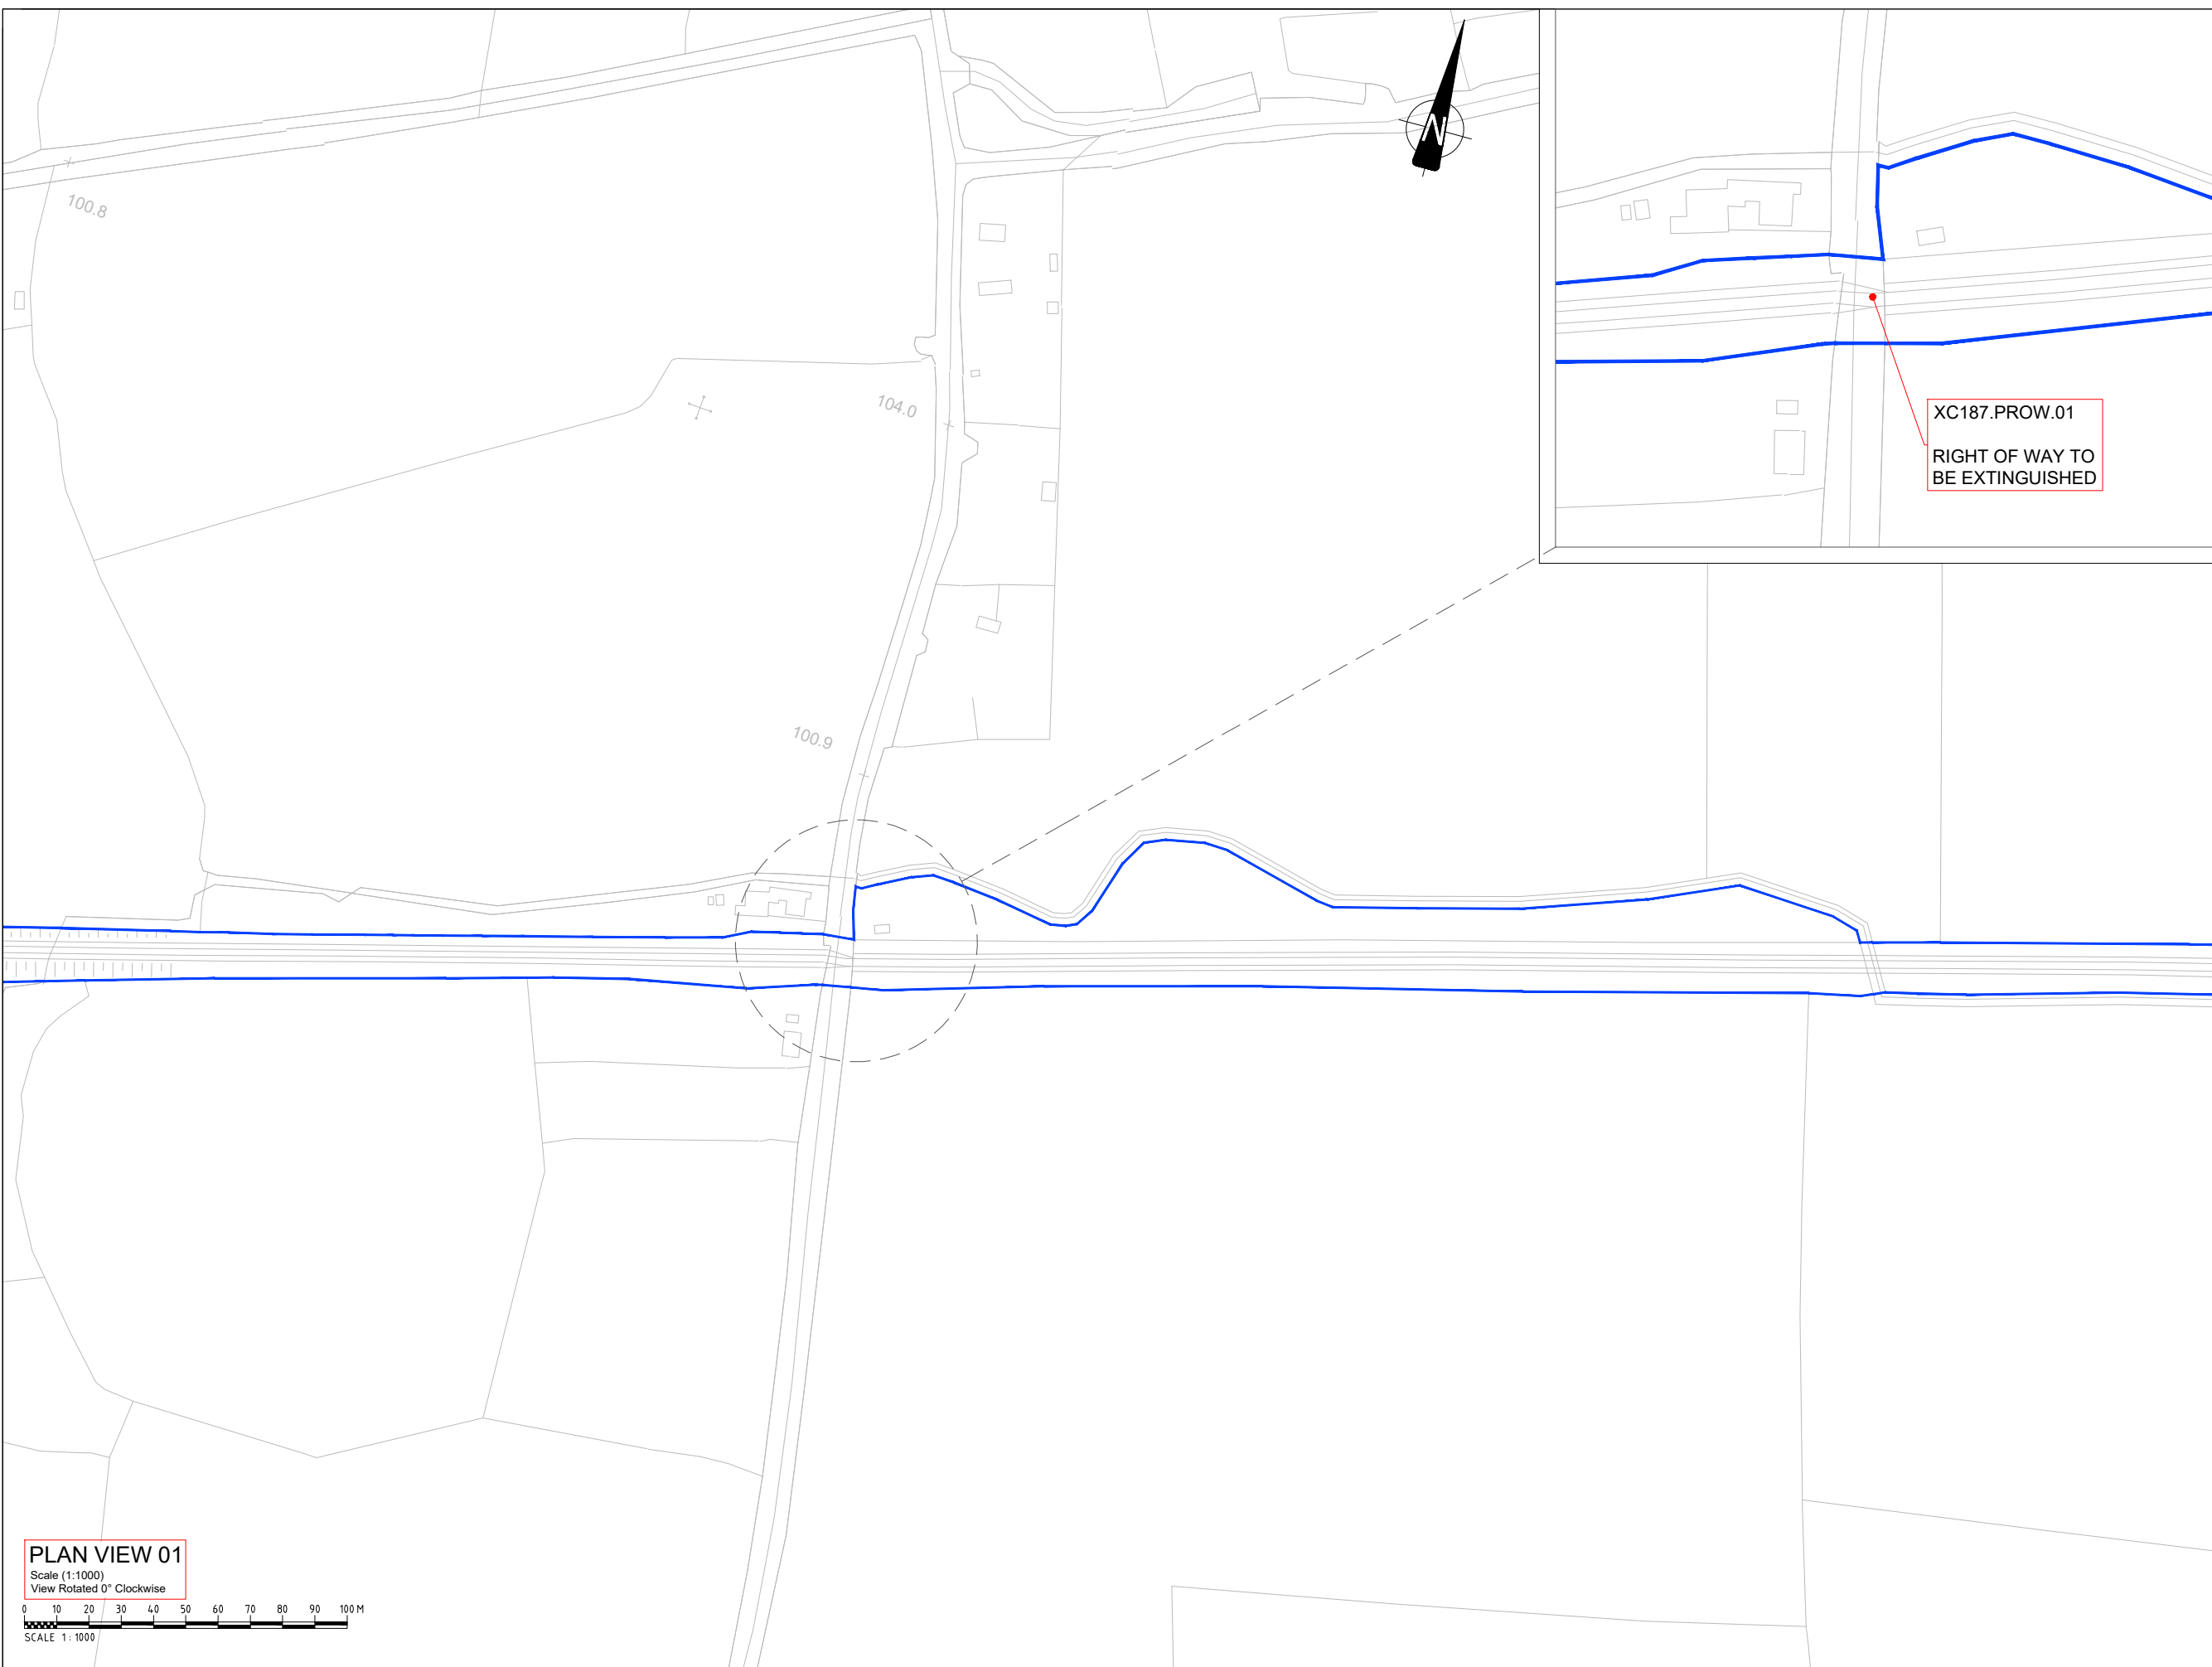 N
100.8
104.0
XC187.PROW.01
RIGHT OF WAY TO
BE EXTINGUISHED
100.9
PLAN VIEW 01
Scale (1:1000)
View Rotated 0° Clockwise
0 10 20 30 40 50 60 70 80 90 100 M
SCALE 1:1000